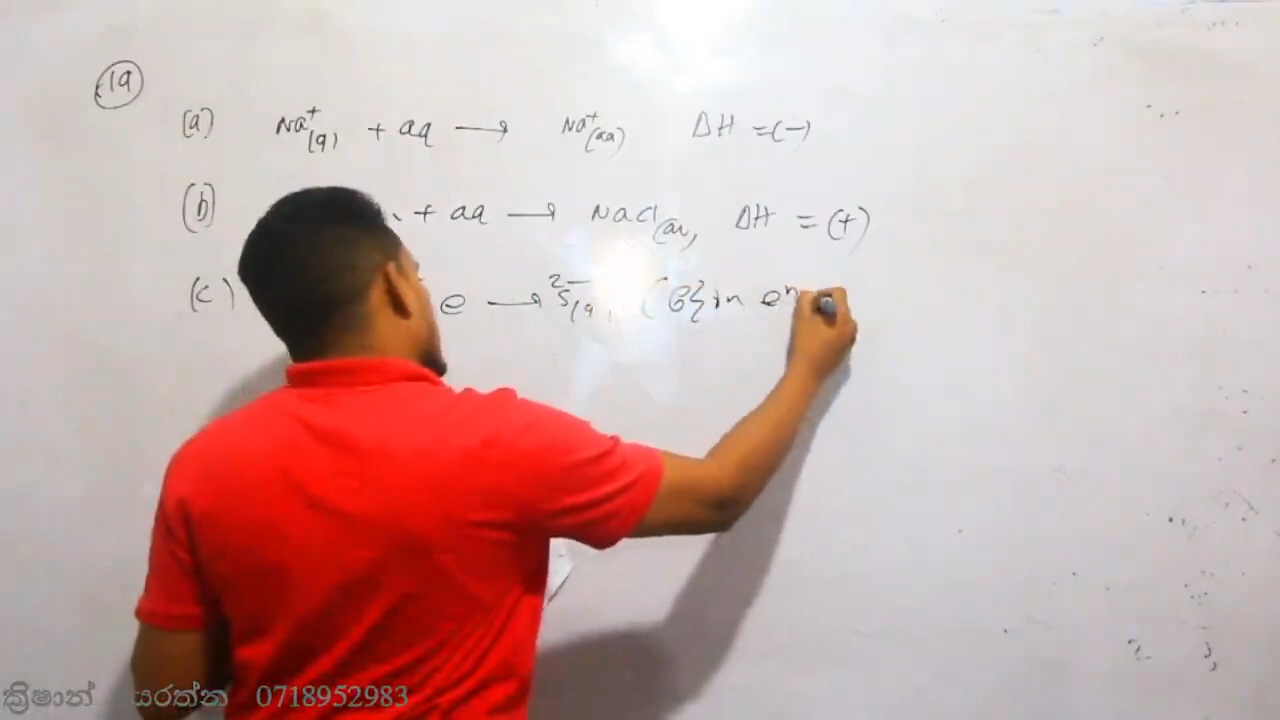 19
(a) Na⁺(g) + aq → Na⁺(aq) ΔH = (-)
(b) + aq → NaCl(aq), ΔH = (+)
(c) e → S²⁻(g)
ක්‍රිෂාන් යරත්න 0718952983